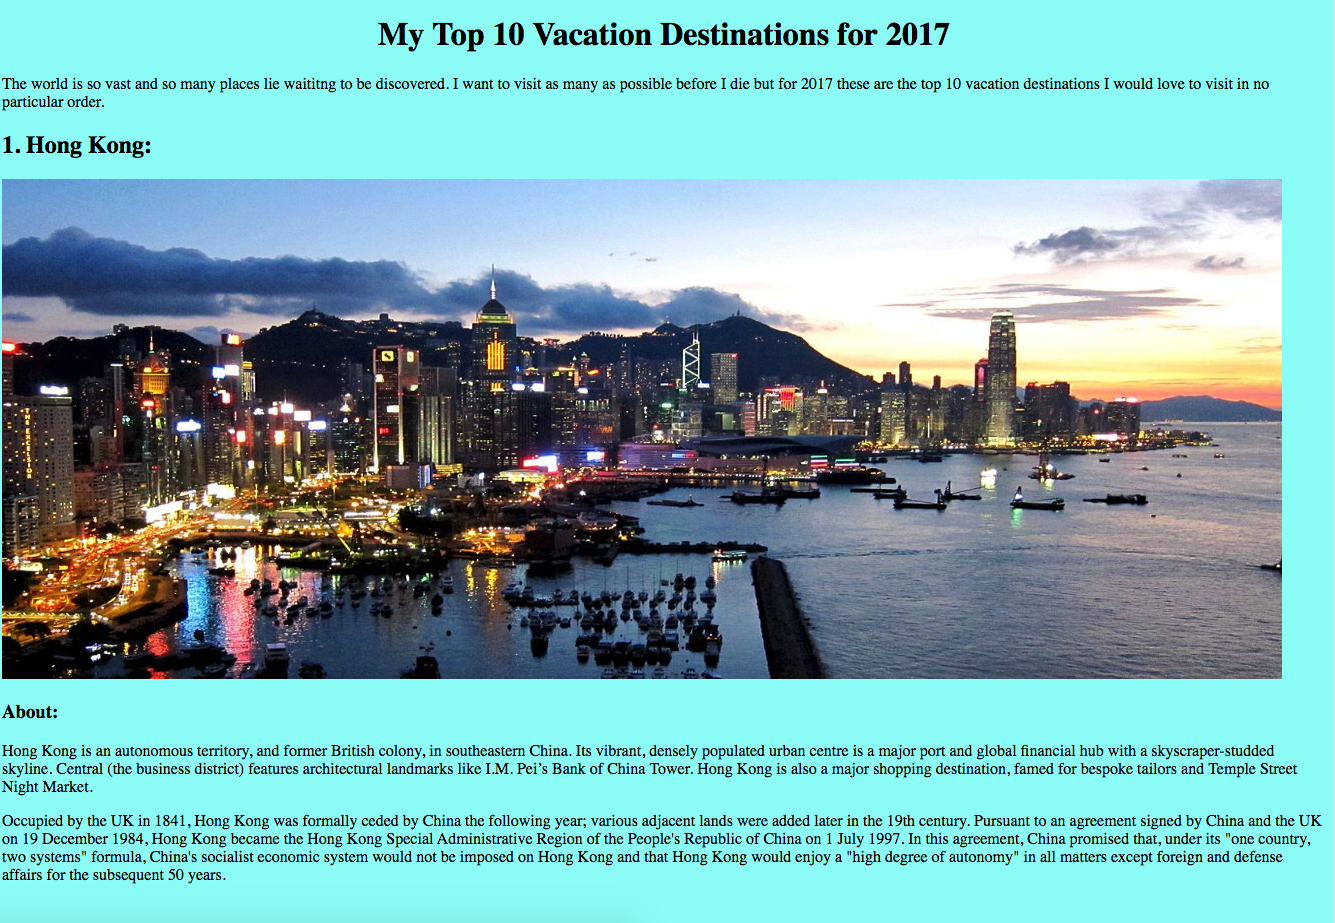 My Top 10 Vacation Destinations for 2017
The world is so vast and so many places lie waititng to be discovered. I want to visit as many as possible before I die but for 2017 these are the top 10 vacation destinations I would love to visit in no
particular order.
1. Hong Kong:
About:
Hong Kong is an autonomous territory, and former British colony, in southeastern China. Its vibrant, densely populated urban centre is a major port and global financial hub with a skyscraper-studded
skyline. Central (the business district) features architectural landmarks like I.M. Pei’s Bank of China Tower. Hong Kong is also a major shopping destination, famed for bespoke tailors and Temple Street
Night Market.
Occupied by the UK in 1841, Hong Kong was formally ceded by China the following year; various adjacent lands were added later in the 19th century. Pursuant to an agreement signed by China and the UK
on 19 December 1984, Hong Kong became the Hong Kong Special Administrative Region of the People's Republic of China on 1 July 1997. In this agreement, China promised that, under its "one country,
two systems" formula, China's socialist economic system would not be imposed on Hong Kong and that Hong Kong would enjoy a "high degree of autonomy" in all matters except foreign and defense
affairs for the subsequent 50 years.